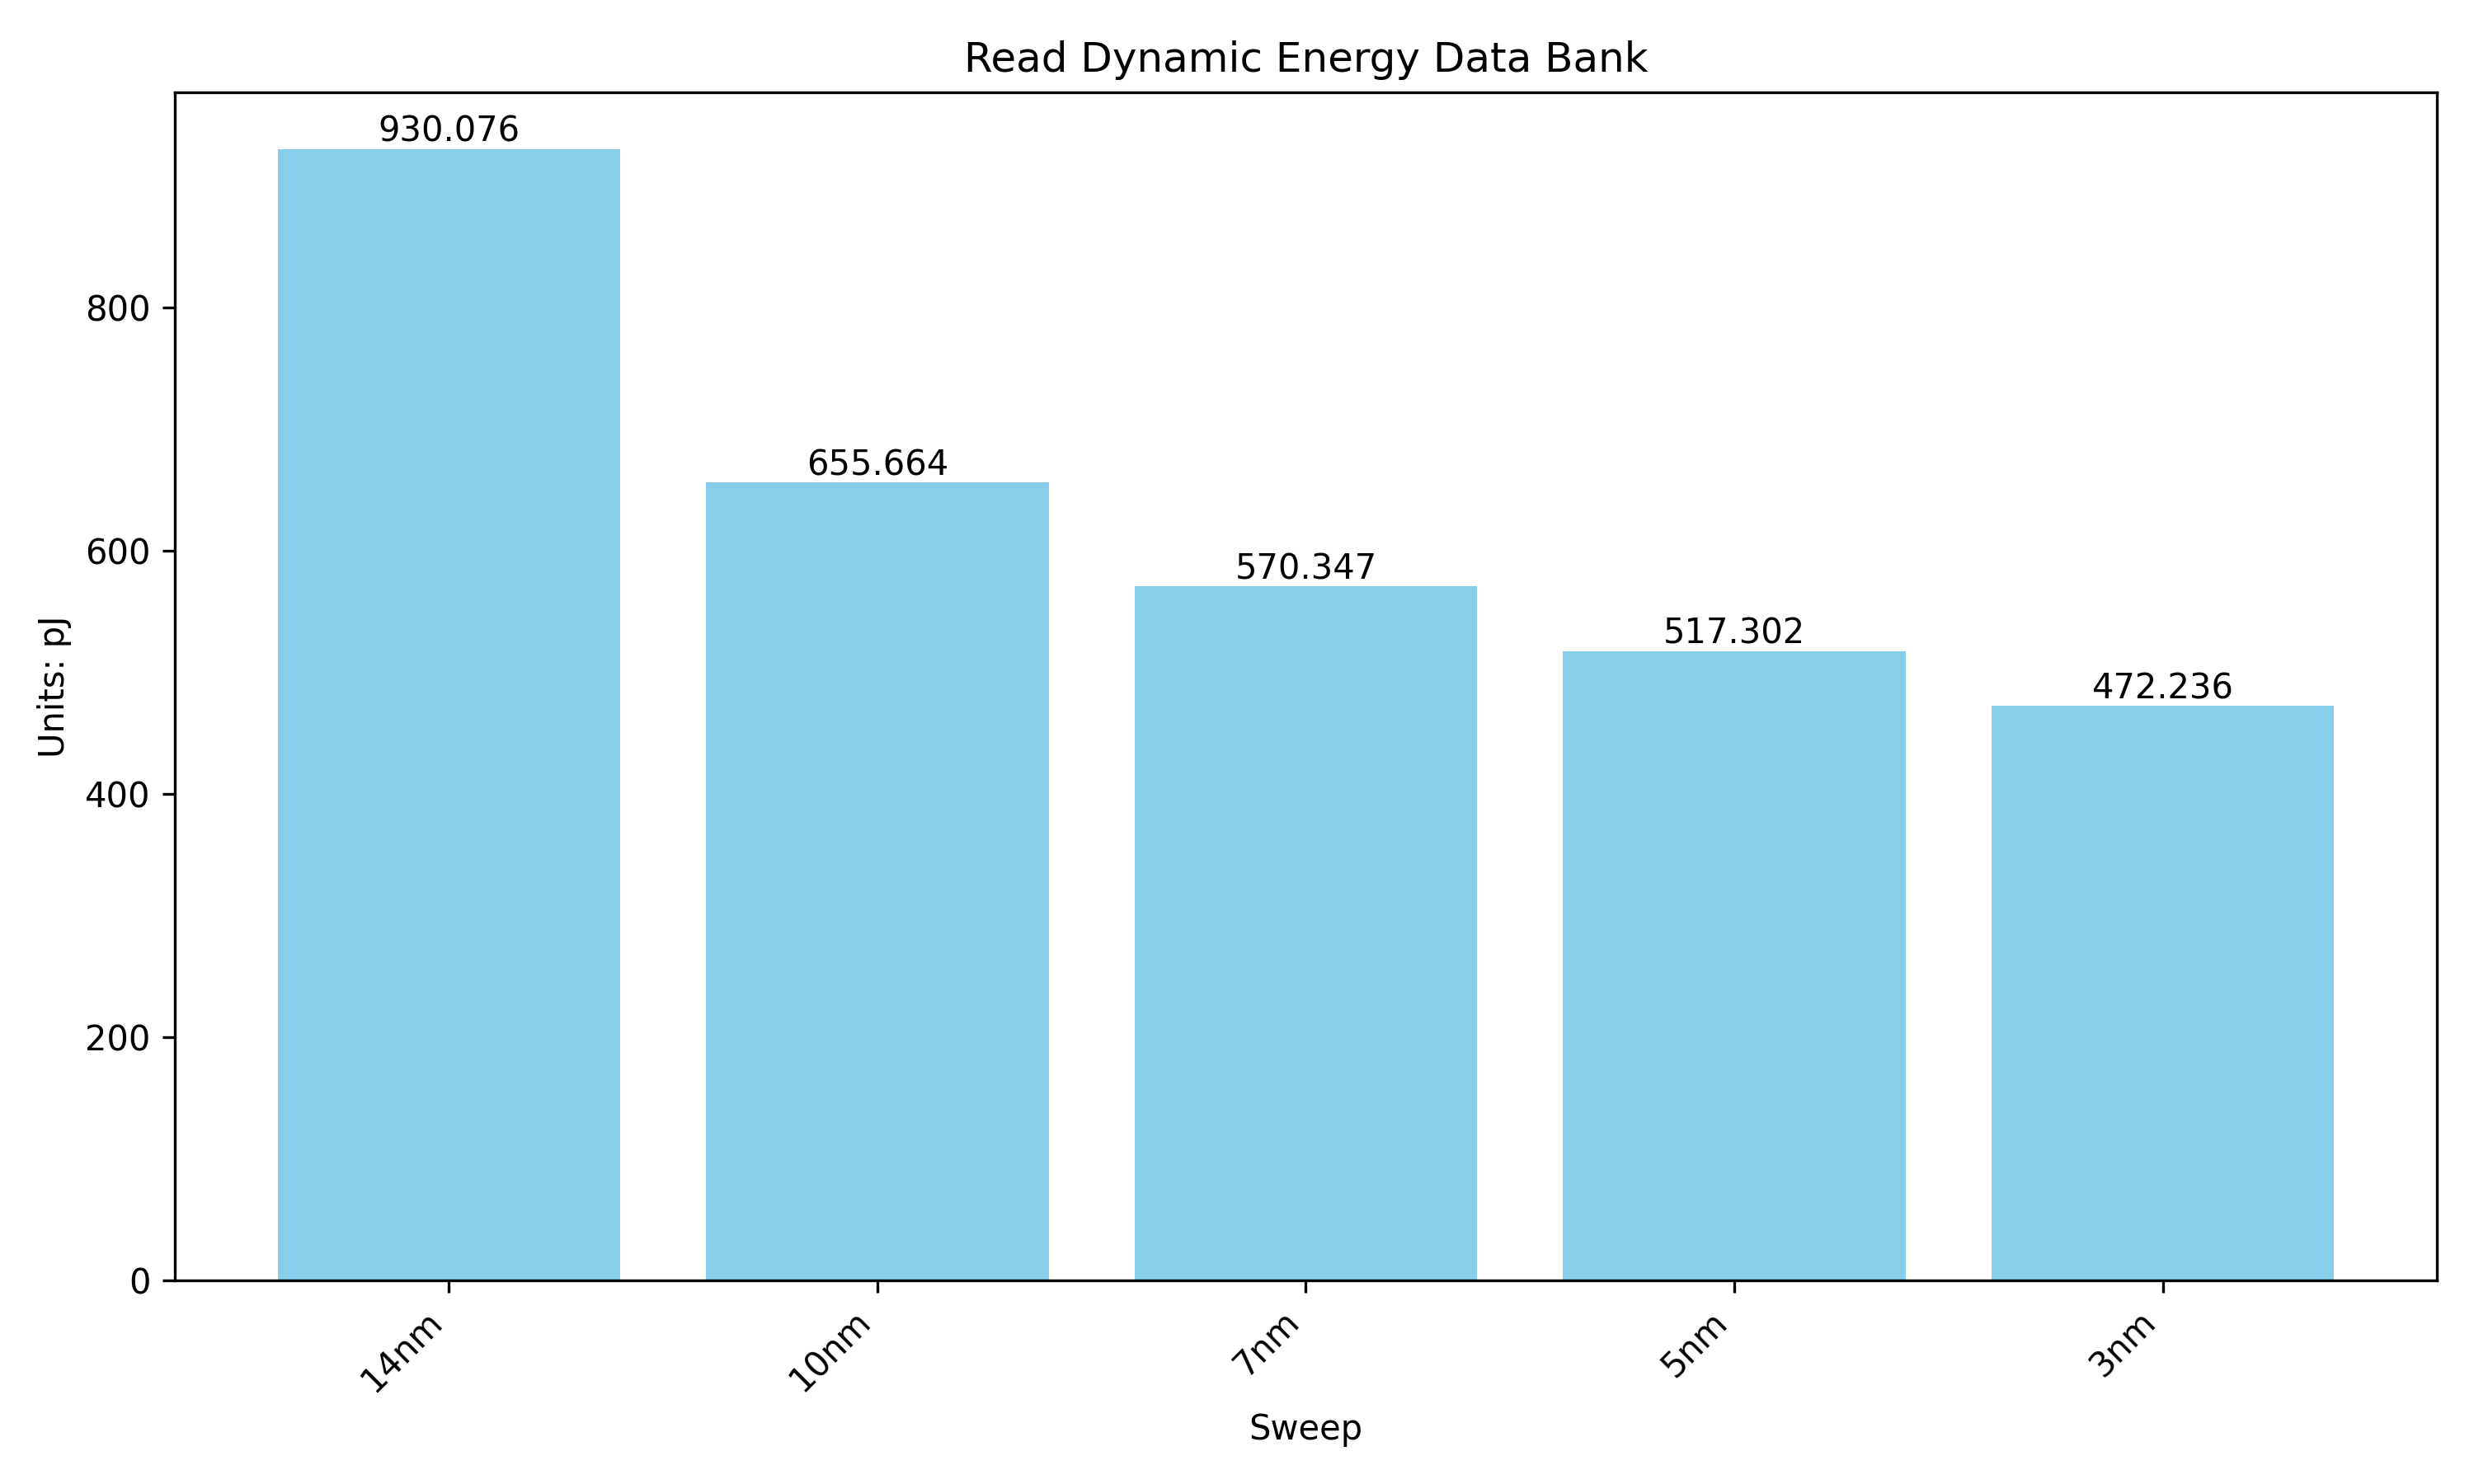 Read Dynamic Energy Data Bank
930.076
655.664
570.347
517.302
472.236
800
600
400
200
0
Units: pJ
14nm
10nm
7nm
5nm
3nm
Sweep